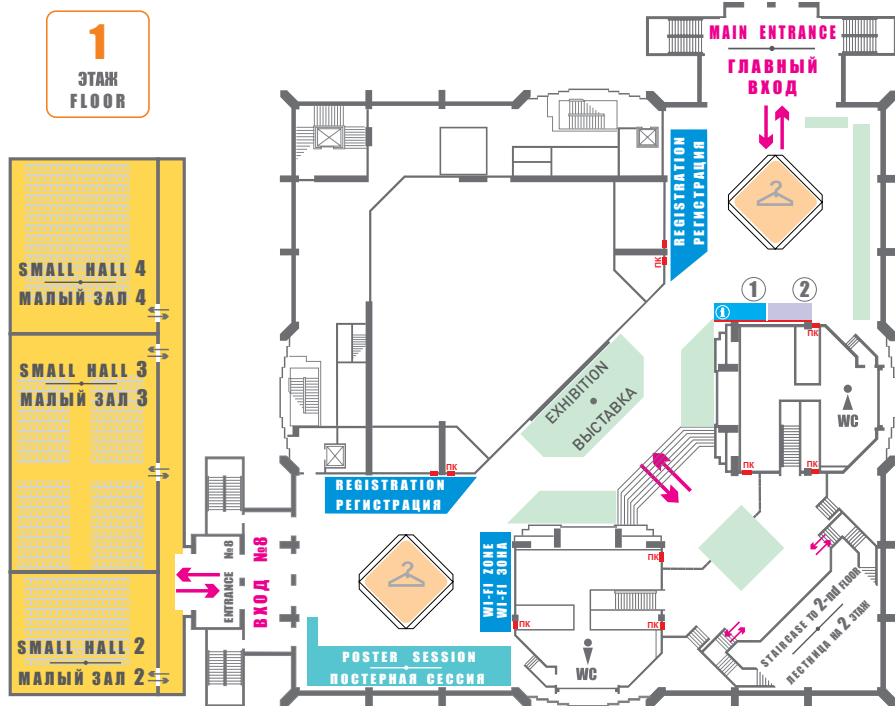 1
ЭТАЖ
FLOOR
MAIN ENTRANCE
ГЛАВНЫЙ
ВХОД
REGISTRATION
РЕГИСТРАЦИЯ
ПК
SMALL HALL 4
МАЛЫЙ ЗАЛ 4
1
2
i
ПК
SMALL HALL 3
МАЛЫЙ ЗАЛ 3
EXHIBITION
ВЫСТАВКА
WC
ПК
ПК
ПК
REGISTRATION
РЕГИСТРАЦИЯ
ENTRANCE №8
ВХОД №8
WI-FI ZONE
WI-FI ЗОНА
ПК
ПК
ПК
STAIRCASE TO 2-nd FLOOR
ЛЕСТНИЦА НА 2 ЭТАЖ
SMALL HALL 2
МАЛЫЙ ЗАЛ 2
POSTER SESSION
ПОСТЕРНАЯ СЕССИЯ
WC